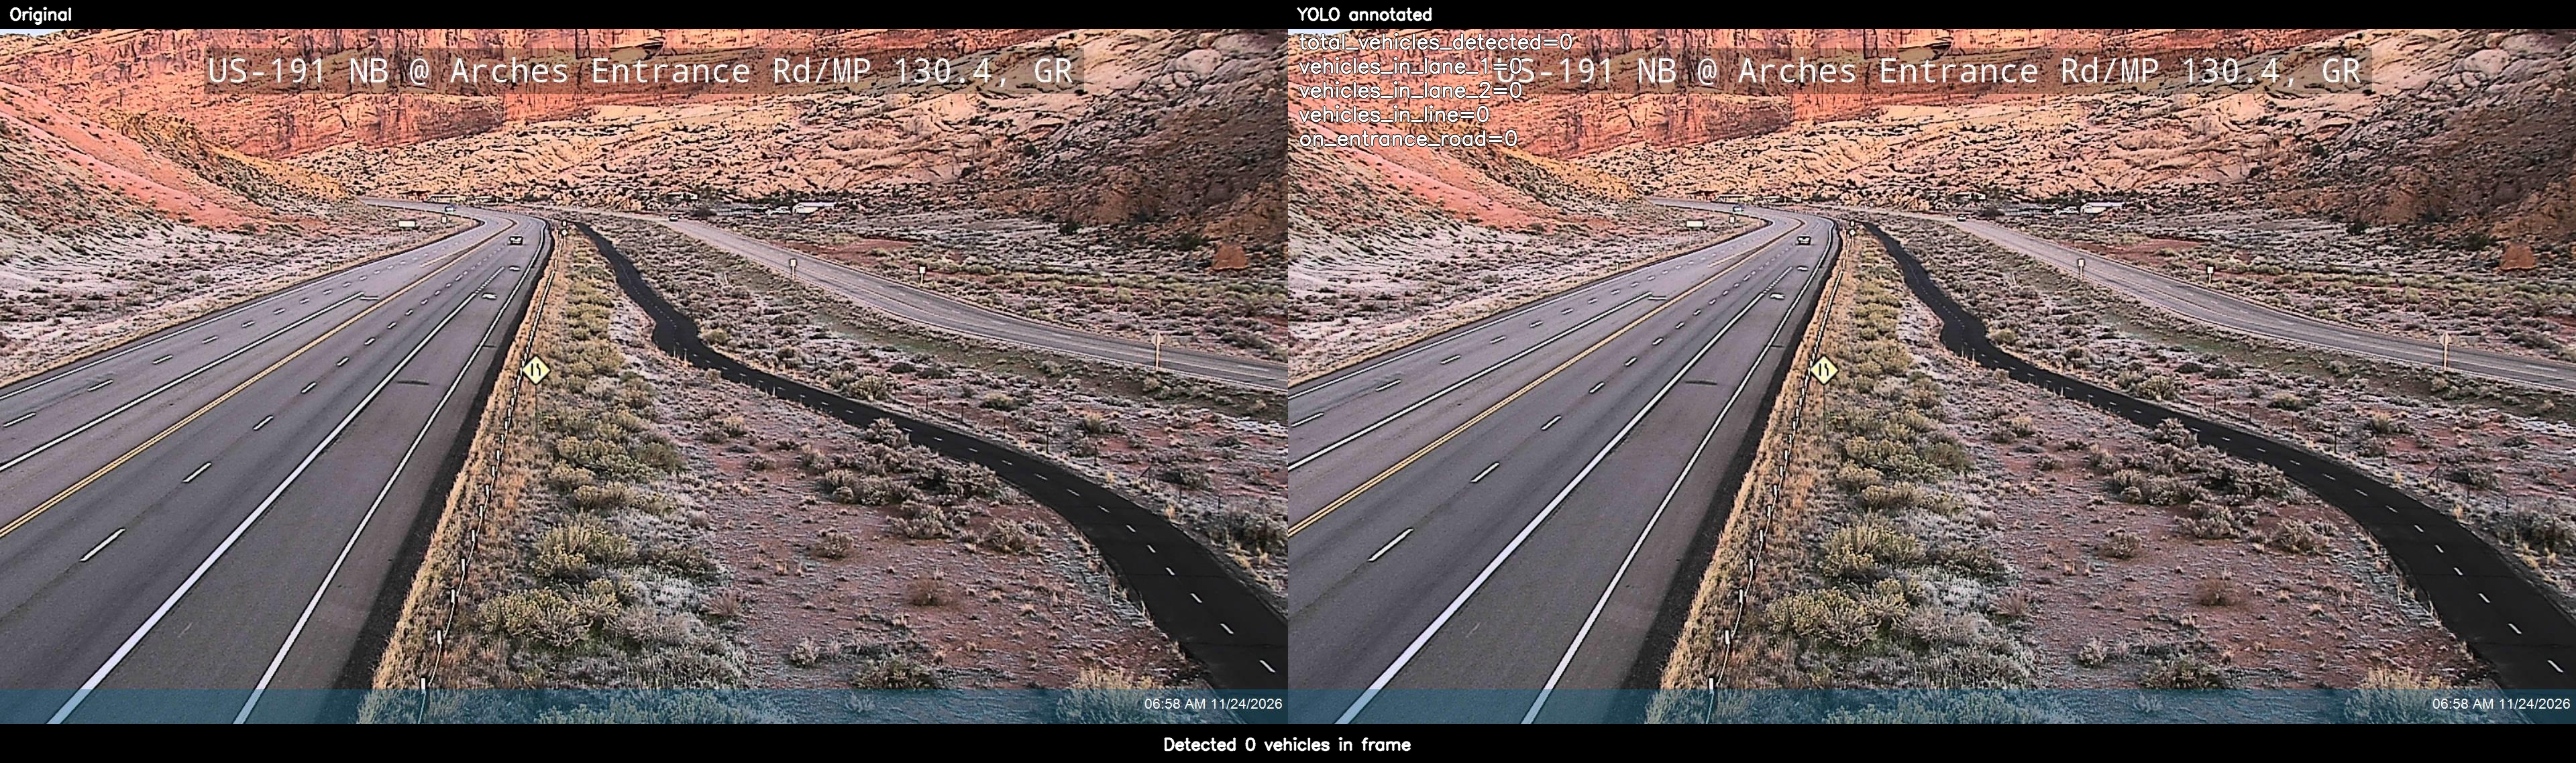 Original
YOLO annotated
US-191 NB @ Arches Entrance Rd/MP 130.4, GR
total_vehicles_detected=0
vehicles_in_lane_1=0
US-191 NB @ Arches Entrance Rd/MP 130.4, GR
vehicles_in_lane_2=0
vehicles_in_line=0
on_entrance_road=0
06:58 AM 11/24/2026
06:58 AM 11/24/2026
Detected 0 vehicles in frame